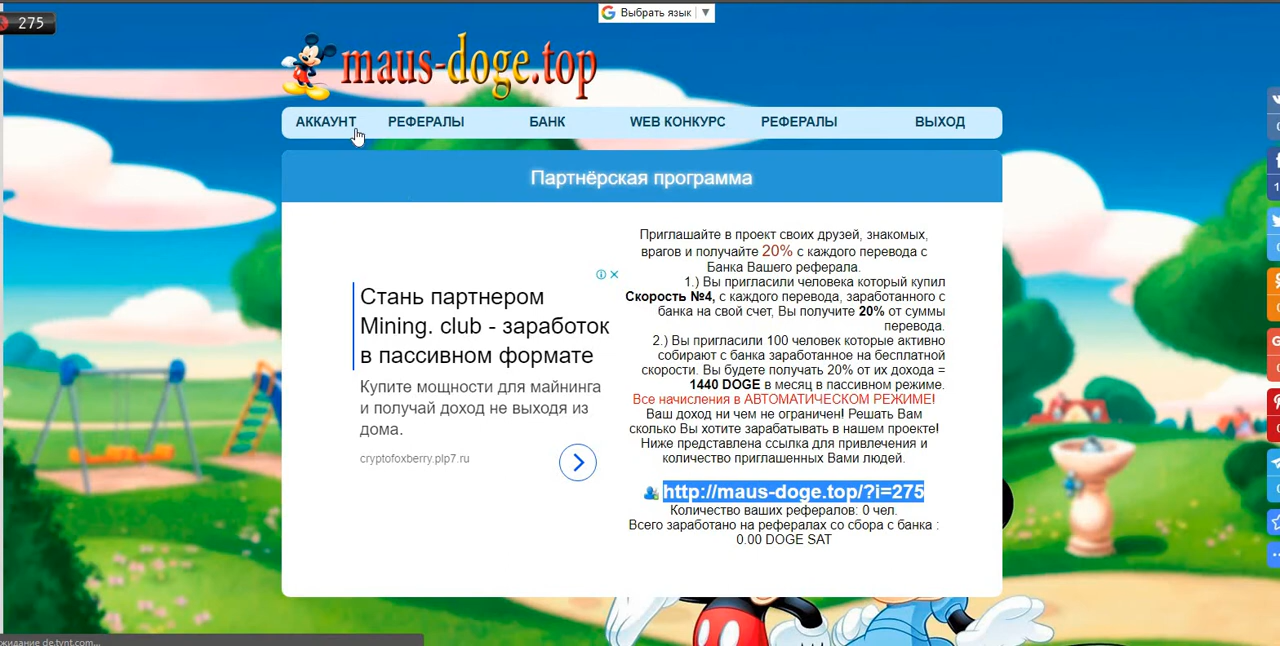 275
Выбрать язык
maus-doge.top
АККАУНТ РЕФЕРАЛЫ БАНК WEB КОНКУРС РЕФЕРАЛЫ ВЫХОД
Партнёрская программа
Стань партнером
Mining. club - заработок
в пассивном формате
Купите мощности для майнинга
и получай доход не выходя из
дома.
cryptofoxberry.plp7.ru
Приглашайте в проект своих друзей, знакомых,
врагов и получайте 20% с каждого перевода с
Банка Вашего реферала.
1.) Вы пригласили человека который купил
Скорость №4, с каждого перевода, заработанного с
банка на свой счет, Вы получите 20% от суммы
перевода.
2.) Вы пригласили 100 человек которые активно
собирают с банка заработанное на бесплатной
скорости. Вы будете получать 20% от их дохода =
1440 DOGE в месяц в пассивном режиме.
Все начисления в АВТОМАТИЧЕСКОМ РЕЖИМЕ!
Ваш доход ни чем не ограничен! Решать Вам
сколько Вы хотите зарабатывать в нашем проекте!
Ниже представлена ссылка для привлечения и
количество приглашенных Вами людей.
http://maus-doge.top/?i=275
Количество ваших рефералов: 0 чел.
Всего заработано на рефералах со сбора с банка :
0.00 DOGE SAT
жидание de.tynt.com...